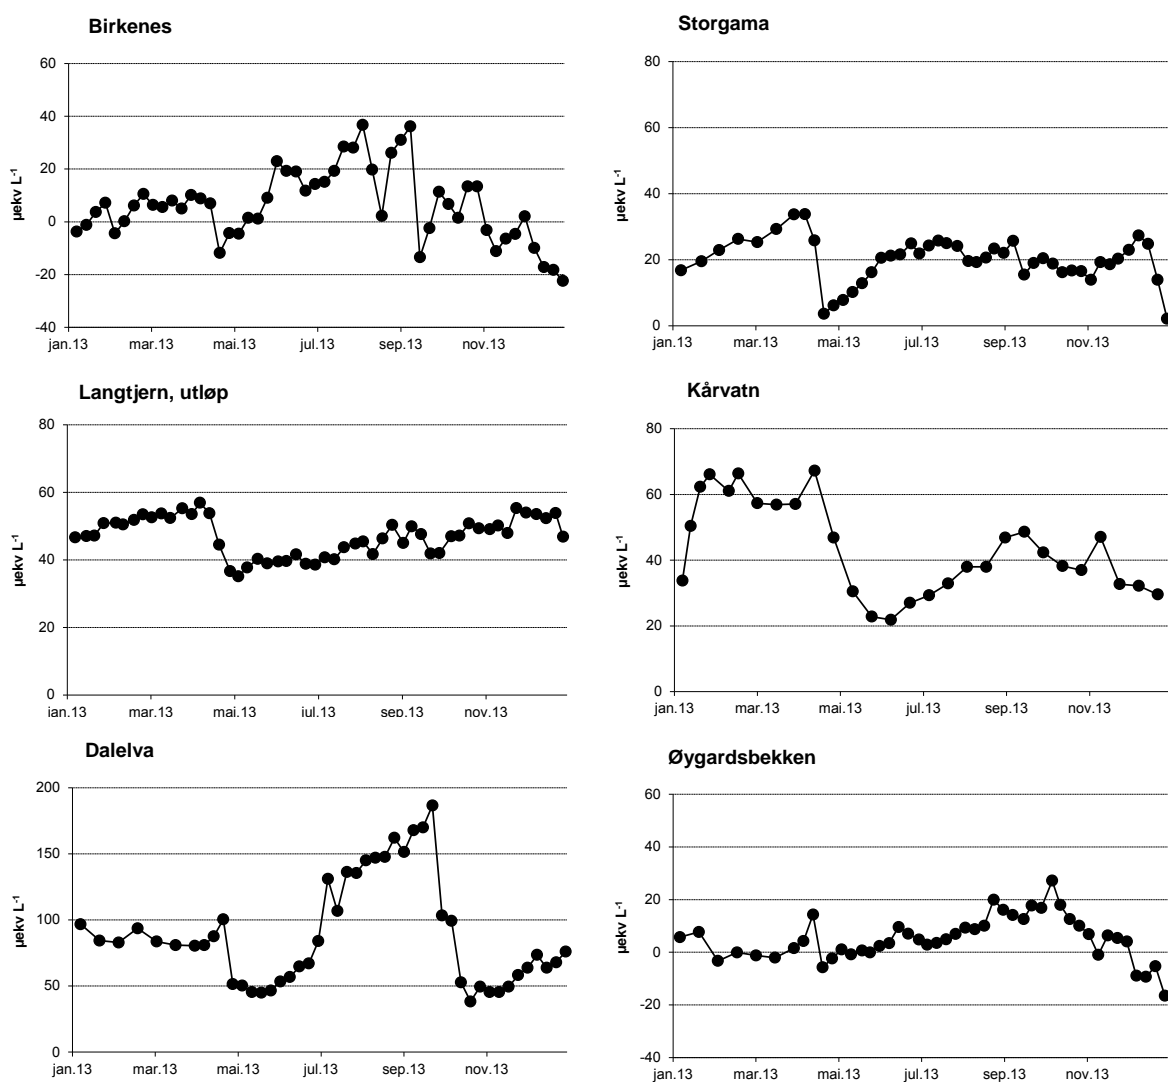 Birkenes
60
40
20
0
-20
-40
µekv L-1
jan.13 mar.13 mai.13 jul.13 sep.13 nov.13
Storgama
80
60
40
20
0
µekv L-1
jan.13 mar.13 mai.13 jul.13 sep.13 nov.13
Langtjern, utløp
80
60
40
20
0
µekv L-1
ian.13 mar.13 mai.13 iul.13 sep.13 nov.13
Kårvatn
80
60
40
20
0
µekv L-1
jan.13 mar.13 mai.13 jul.13 sep.13 nov.13
Dalelva
200
150
100
50
0
µekv L-1
jan.13 mar.13 mai.13 jul.13 sep.13 nov.13
Øygardsbekken
60
40
20
0
-20
-40
µekv L-1
jan.13 mar.13 mai.13 jul.13 sep.13 nov.13